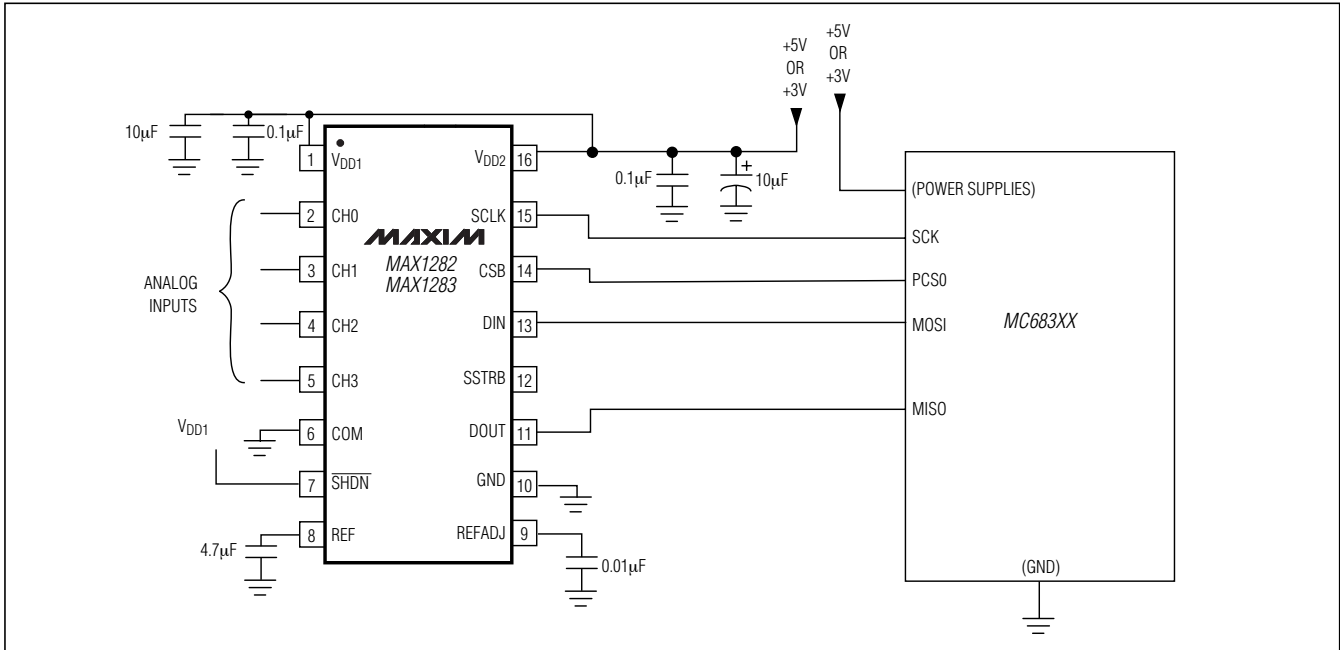 +5V
OR
+3V
+5V
OR
+3V
10μF
0.1μF
1
VDD1
VDD2
16
0.1μF
+
10μF
(POWER SUPPLIES)
2
CH0
SCLK
15
SCK
MAXIM
MAX1282
MAX1283
3
CH1
CSB
14
PCS0
ANALOG
INPUTS
4
CH2
DIN
13
MOSI
MC683XX
5
CH3
SSTRB
12
VDD1
6
COM
DOUT
11
MISO
7
SHDN
GND
10
8
REF
REFADJ
9
4.7μF
0.01μF
(GND)